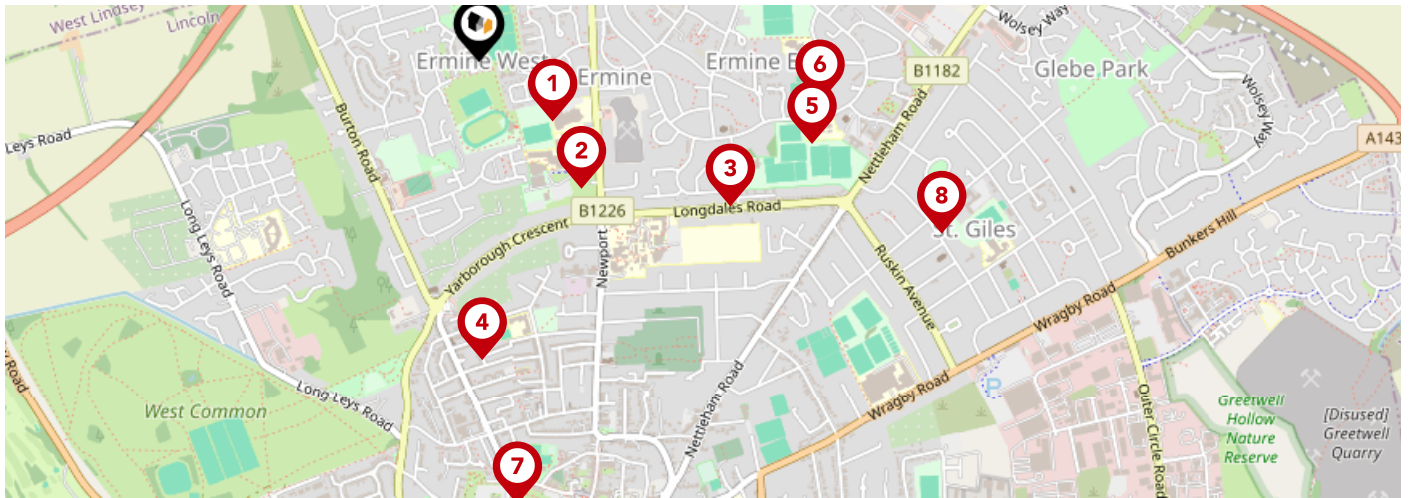 West Lindsey
Lincoln
Wolsey Way
Ermine West
Ermine
6
B1182
Glebe Park
1
5
Wolsey Way
Leys Road
Burton Road
A143
2
Nettleham Road
3
8
B1226
Longdales Road
St. Giles
Yarborough Crescent
Newport
Bunkers Hill
Long Leys Road
Ruskin Avenue
Wragby Road
4
Road
Long Leys Road
West Common
Nettleham Road
Wragby Road
Outer Circle Road
Greetwell
Hollow
Nature
Reserve
[Disused]
Greetwell
Quarry
P
7